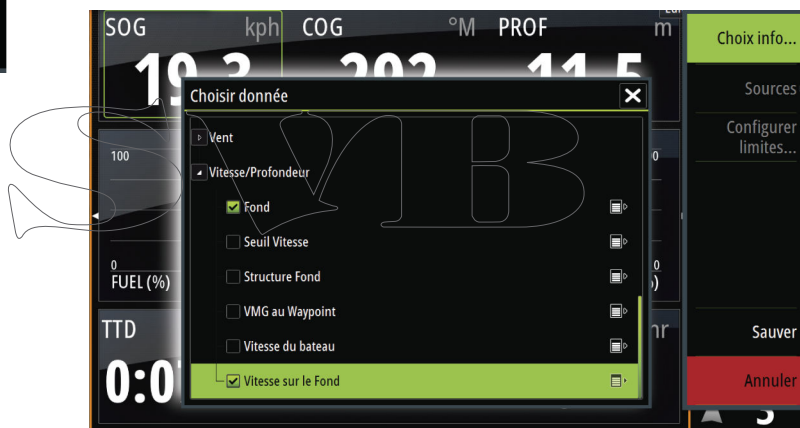 SOG kph COG °M PROF m
Choix info...
Choisir donnée
Sources
Vent
Configurer
limites...
100
Vitesse/Profondeur
Fond
Seuil Vitesse
0
FUEL (%)
Structure Fond
VMG au Waypoint
TTD
Sauver
Vitesse du bateau
Vitesse sur le Fond
Annuler
SVB